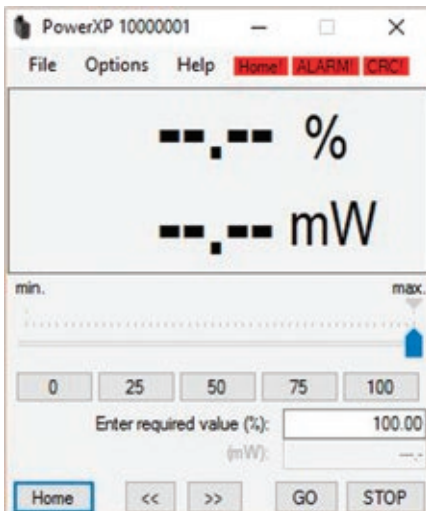 PowerXP 10000001
File Options Help Home! ALARM! CRC!
--.-- %
--.-- mW
min. max.
0 25 50 75 100
Enter required value (%): 100.00
(mW): ---.-
Home << >> GO STOP